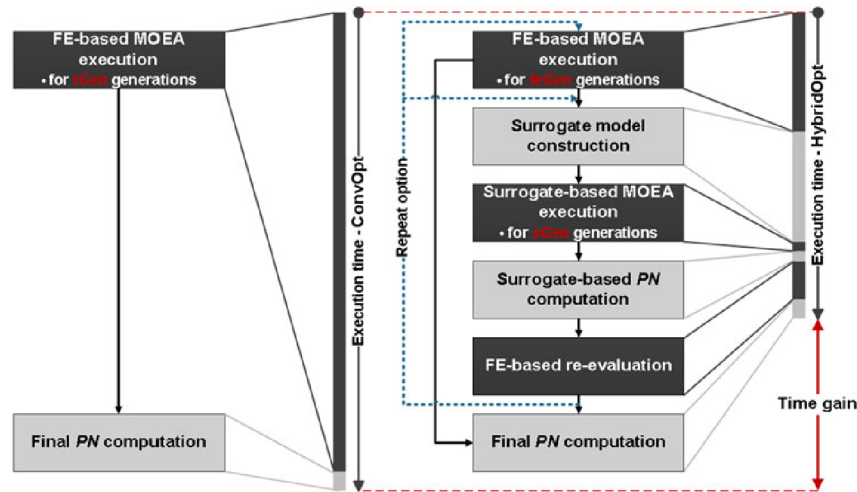 FE-based MOEA
execution
• for tGen generations
Final PN computation
Execution time - ConvOpt
Repeat option
FE-based MOEA
execution
• for feGen generations
Surrogate model
construction
Surrogate-based MOEA
execution
• for sGen generations
Surrogate-based PN
computation
FE-based re-evaluation
Final PN computation
Execution time - HybridOpt
Time gain